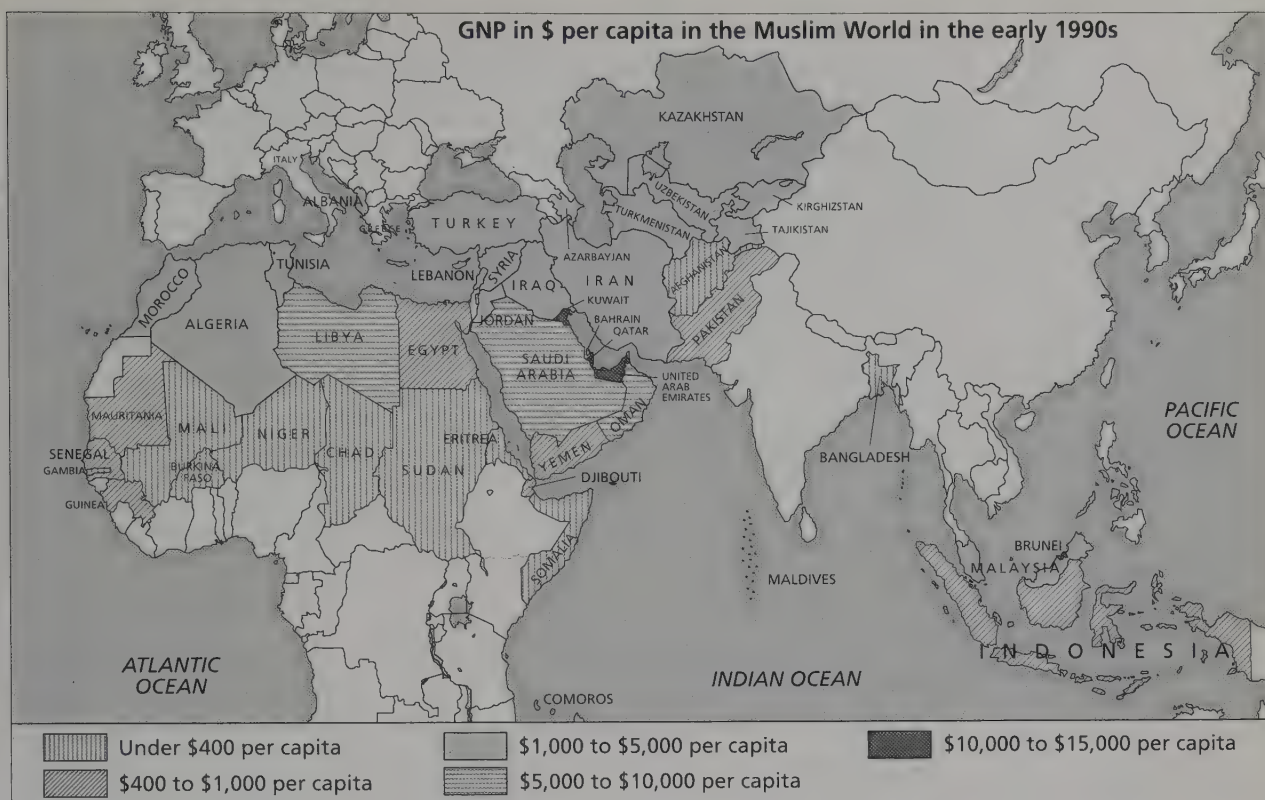 GNP in $ per capita in the Muslim World in the early 1990s
KAZAKHSTAN
ITALY
ALBANIA
GREECE
TURKEY
UZBEKISTAN
TURKMENISTAN
KIRGHIZSTAN
TAJIKISTAN
AZARBAYJAN
TUNISIA
LEBANON
SYRIA
IRAQ
IRAN
AFGHANISTAN
PAKISTAN
MOROCCO
ALGERIA
LIBYA
EGYPT
JORDAN
KUWAIT
BAHRAIN
QATAR
SAUDI
ARABIA
UNITED
ARAB
EMIRATES
OMAN
YEMEN
MAURITANIA
MALI
NIGER
CHAD
SUDAN
ERITREA
DJIBOUTI
SENEGAL
GAMBIA
BURKINA
FASO
GUINEA
SOMALIA
BANGLADESH
MALDIVES
BRUNEI
MALAYSIA
INDONESIA
PACIFIC
OCEAN
ATLANTIC
OCEAN
INDIAN OCEAN
COMOROS
Under $400 per capita
$400 to $1,000 per capita
$1,000 to $5,000 per capita
$5,000 to $10,000 per capita
$10,000 to $15,000 per capita